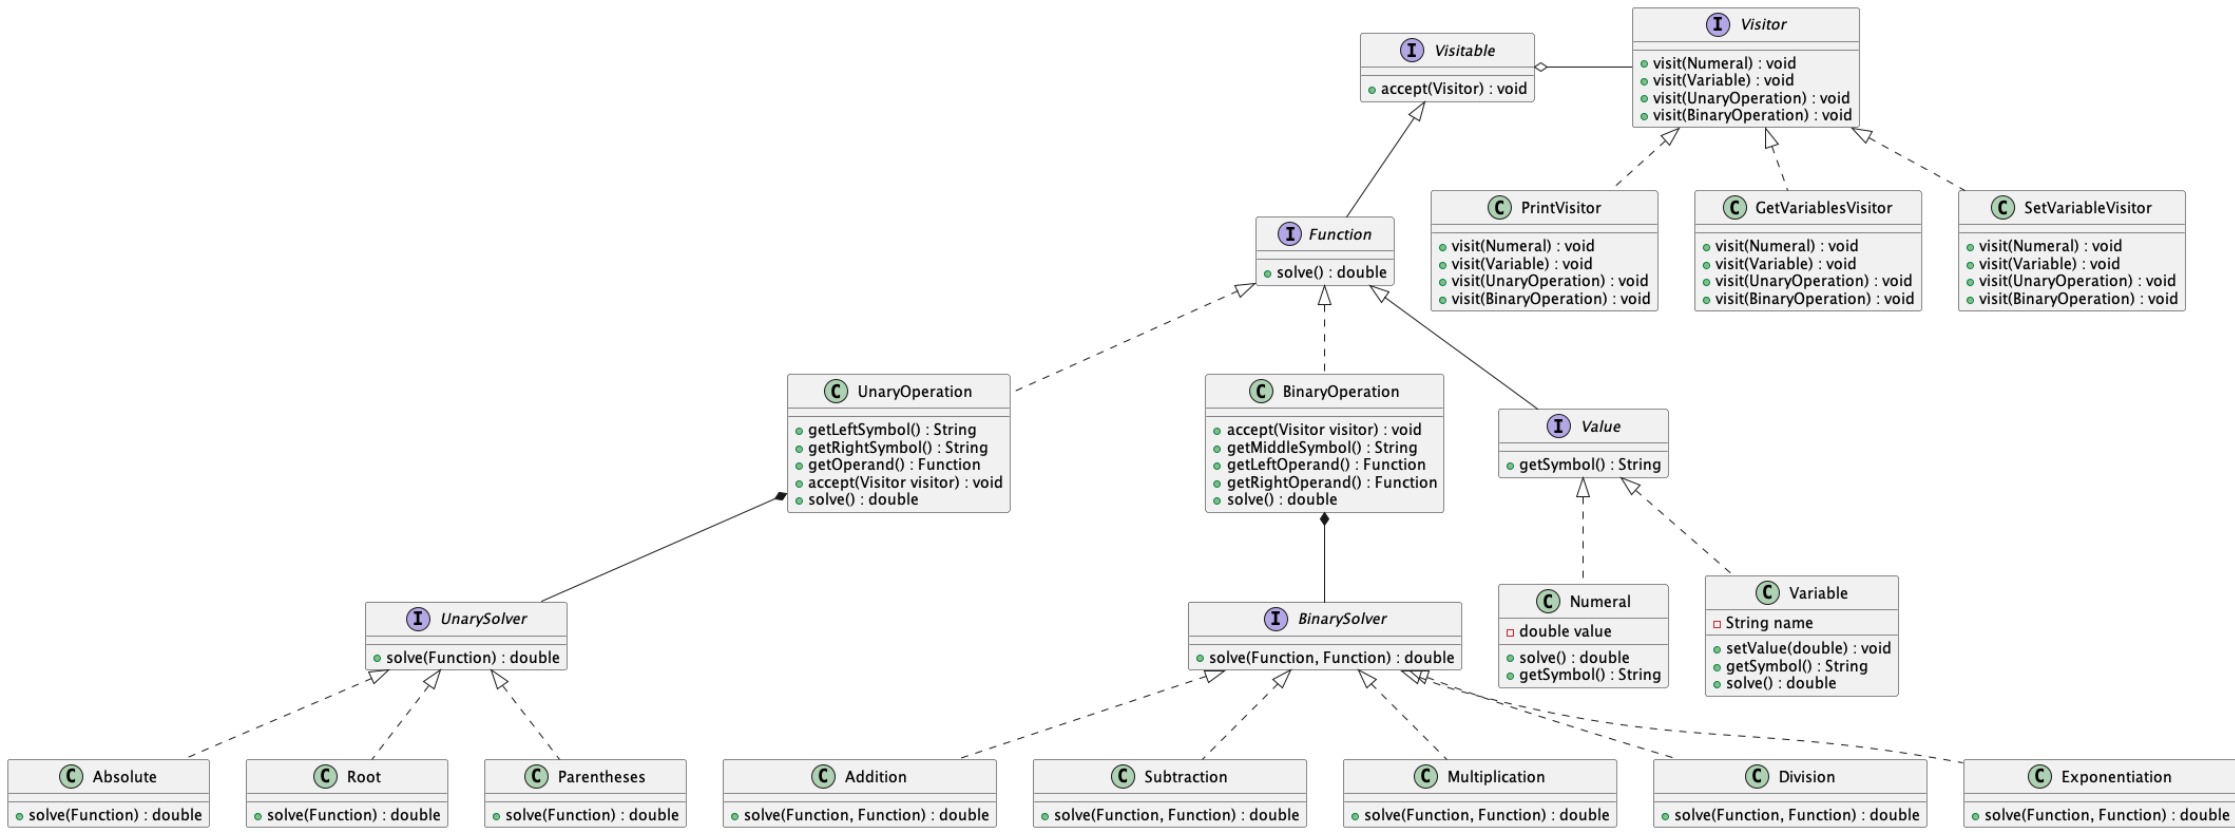 I Visitable
accept(Visitor) : void
I Visitor
visit(Numeral) : void
visit(Variable) : void
visit(UnaryOperation) : void
visit(BinaryOperation) : void
I Function
solve() : double
C PrintVisitor
visit(Numeral) : void
visit(Variable) : void
visit(UnaryOperation) : void
visit(BinaryOperation) : void
C GetVariablesVisitor
visit(Numeral) : void
visit(Variable) : void
visit(UnaryOperation) : void
visit(BinaryOperation) : void
C SetVariableVisitor
visit(Numeral) : void
visit(Variable) : void
visit(UnaryOperation) : void
visit(BinaryOperation) : void
C UnaryOperation
getLeftSymbol() : String
getRightSymbol() : String
getOperand() : Function
accept(Visitor visitor) : void
solve() : double
C BinaryOperation
accept(Visitor visitor) : void
getMiddleSymbol() : String
getLeftOperand() : Function
getRightOperand() : Function
solve() : double
I Value
getSymbol() : String
I UnarySolver
solve(Function) : double
I BinarySolver
solve(Function, Function) : double
C Numeral
double value
solve() : double
getSymbol() : String
C Variable
String name
setValue(double) : void
getSymbol() : String
solve() : double
C Absolute
solve(Function) : double
C Root
solve(Function) : double
C Parentheses
solve(Function) : double
C Addition
solve(Function, Function) : double
C Subtraction
solve(Function, Function) : double
C Multiplication
solve(Function, Function) : double
C Division
solve(Function, Function) : double
C Exponentiation
solve(Function, Function) : double